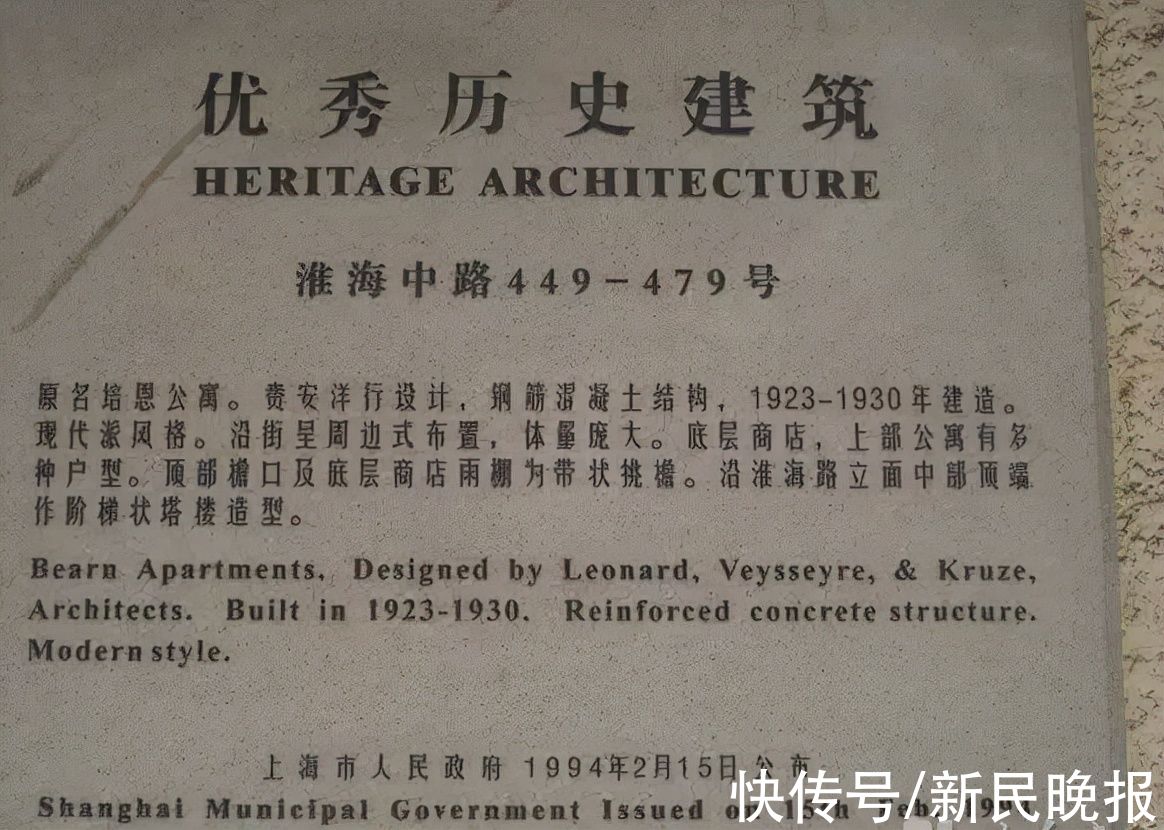 优秀历史建筑
HERITAGE ARCHITECTURE
淮海中路449-479号
原名培恩公寓。赉安洋行设计，钢筋混凝土结构，1923-1930年建造。
现代派风格。沿街呈周边式布置，体量庞大。底层商店，上部公寓有多
种户型。顶部檐口及底层商店雨棚为带状挑檐。沿淮海路立面中部顶端
作阶梯状塔楼造型。
Bearn Apartments. Designed by Leonard, Veysseyre, & Kruze,
Architects. Built in 1923-1930. Reinforced concrete structure.
Modern style.
上海市人民政府 1994年2月15日公布
Shanghai Municipal Government Issued on 15th Feb. 1994
快传号/新民晚报